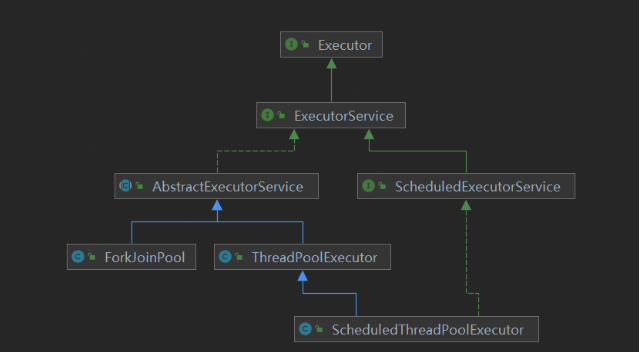 Executor
ExecutorService
AbstractExecutorService
ScheduledExecutorService
ForkJoinPool
ThreadPoolExecutor
ScheduledThreadPoolExecutor